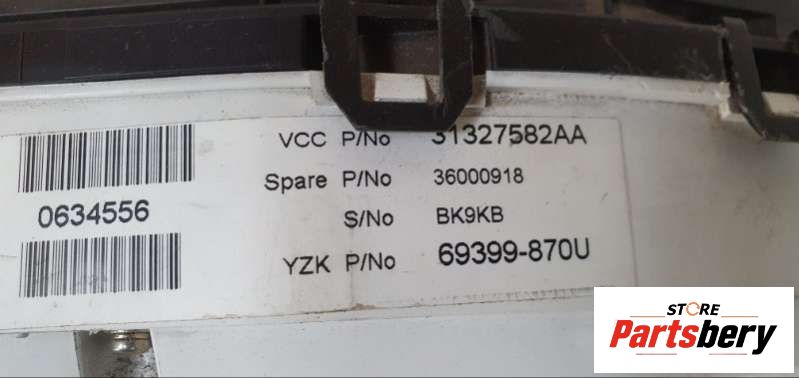 VCC P/No 31327582AA
Spare P/No 36000918
0634556
S/No BK9KB
YZK P/No 69399-870U
STORE
Partsbery